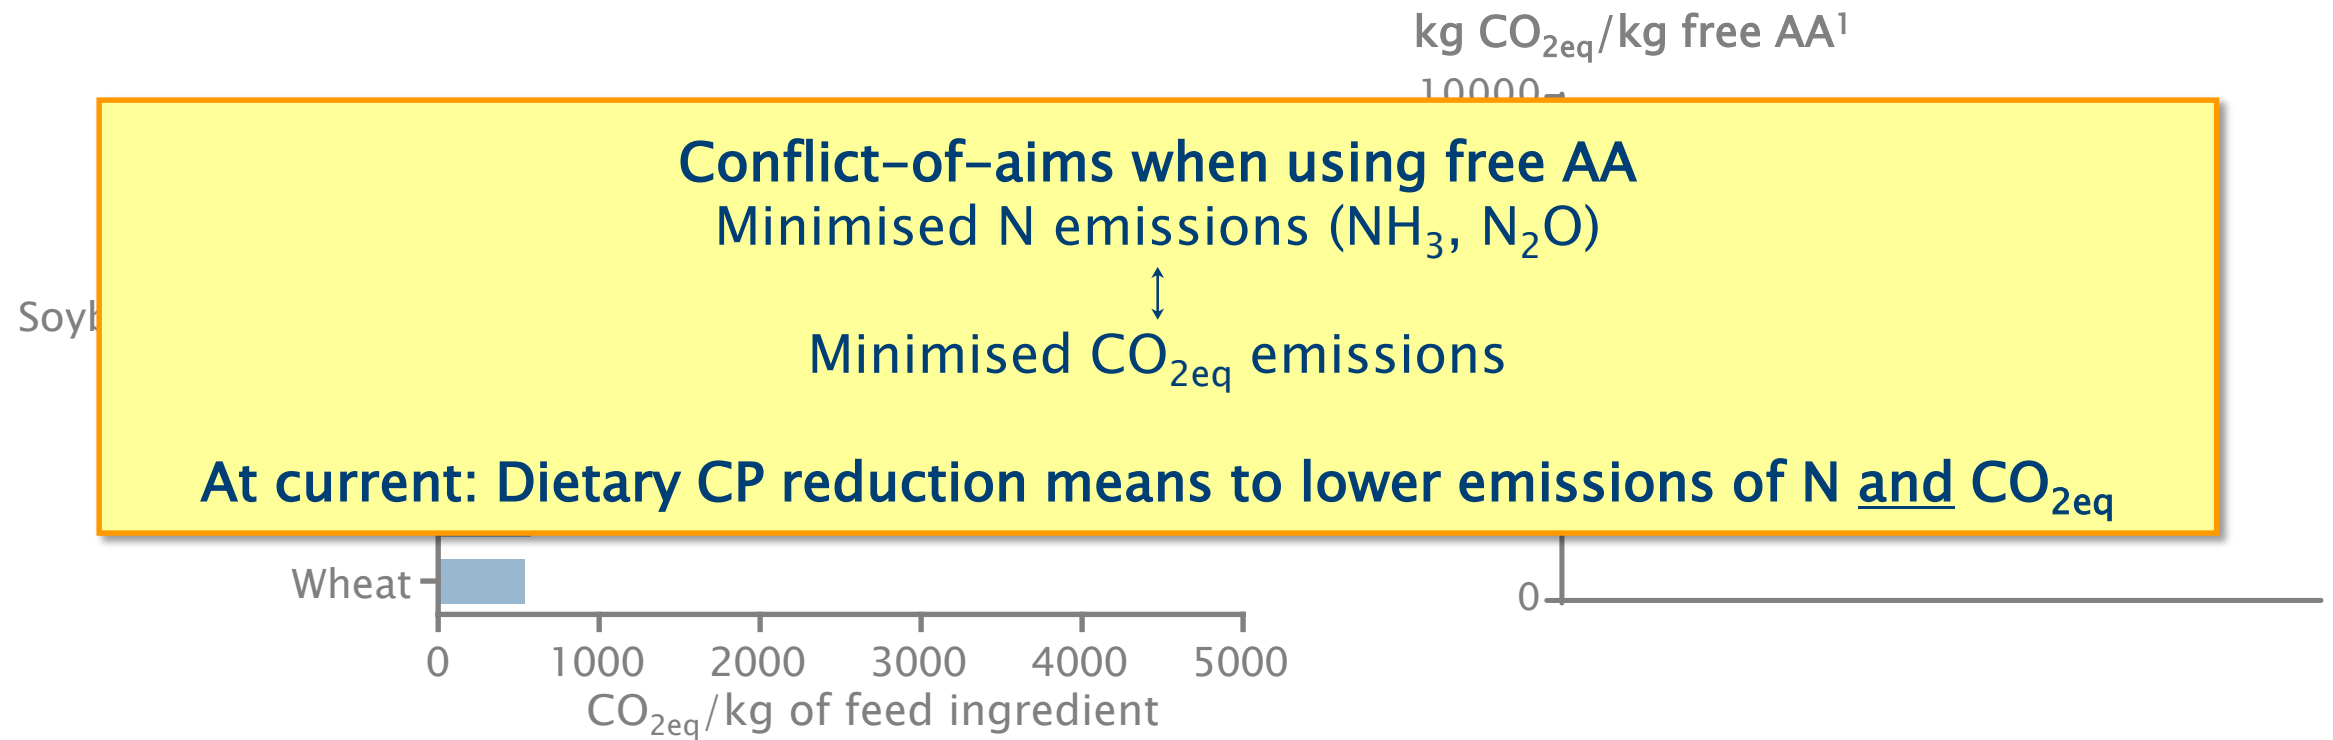 kg CO₂eq/kg free AA¹
10000
Conflict-of-aims when using free AA
Minimised N emissions (NH₃, N₂O)
Minimised CO₂eq emissions
At current: Dietary CP reduction means to lower emissions of N and CO₂eq
Wheat
0
0 1000 2000 3000 4000 5000
CO₂eq/kg of feed ingredient